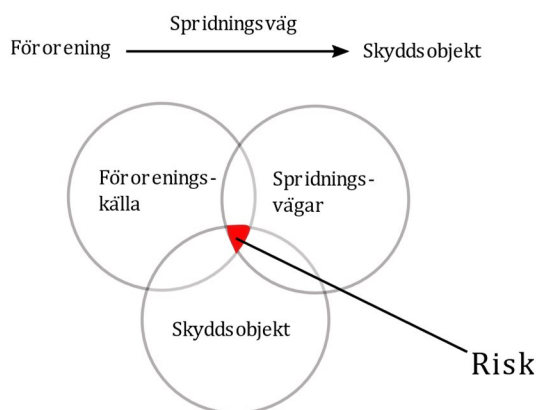 Spridningsväg
Förorening
Skyddsobjekt
Förorenings-
källa
Spridnings-
vägar
Skyddsobjekt
Risk